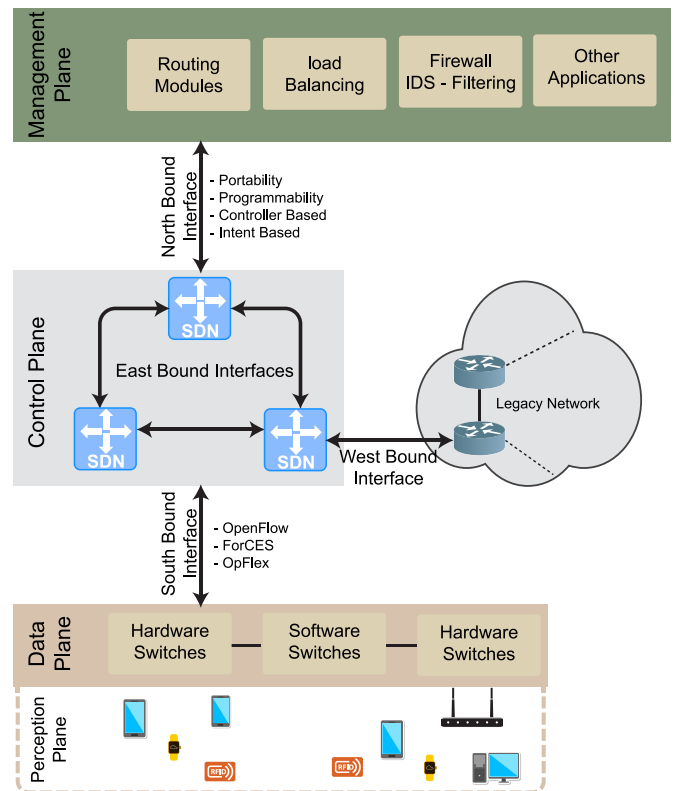 Management
Plane
Routing
Modules
load
Balancing
Firewall
IDS - Filtering
Other
Applications
North Bound
Interface
- Portability
- Programmability
- Controller Based
- Intent Based
Control Plane
SDN
East Bound Interfaces
SDN
SDN
West Bound
Interface
Legacy Network
South Bound
Interface
- OpenFlow
- ForCES
- OpFlex
Data
Plane
Hardware
Switches
Software
Switches
Hardware
Switches
Perception
Plane
RFID
RFID